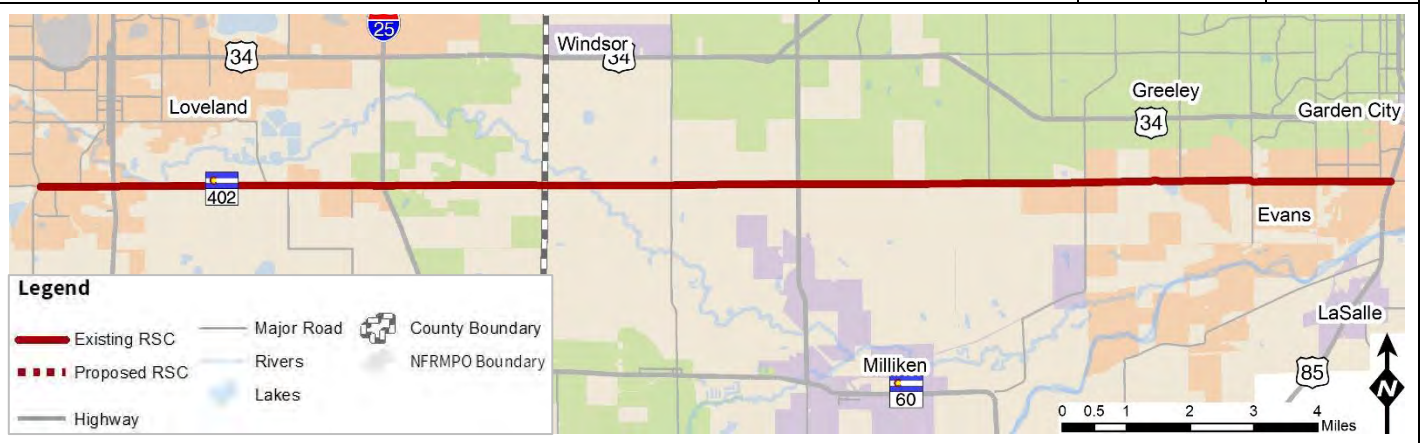 25
34
Windsor
34
Loveland
Greeley
34
Garden City
402
Evans
LaSalle
85
Milliken
60
Legend
Existing RSC
Proposed RSC
Highway
Major Road
Rivers
Lakes
County Boundary
NFRMPO Boundary
0 0.5 1 2 3 4
Miles
N